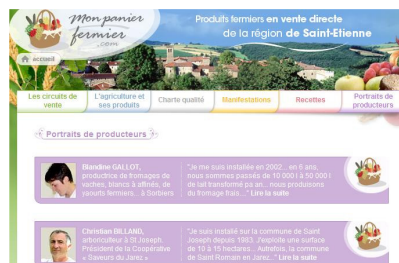 Mon panier
fermier
.com
Produits fermiers en vente directe
de la région de Saint-Etienne
accueil
Les circuits de vente
L'agriculture et ses produits
Charte qualité
Manifestations
Recettes
Portraits de producteurs
Portraits de producteurs
Blandine GALLOT,
productrice de fromages de
vaches, blancs à affinés, de
yaourts fermiers... à Sorbiers
"Je me suis installée en 2002... en 6 ans,
nous sommes passés de 10 000 l à 50 000 l
de lait transformé pa an... nous produisons
du fromage frais..." Lire la suite
Christian BILLAND,
arboriculteur à St Joseph.
Président de la Coopérative
« Saveurs du Jarez »
"Je suis installé sur la commune de Saint
Joseph depuis 1983. J'exploite une surface
de 10 à 15 hectares... Autrefois, la commune
de Saint Romain en Jarez..." Lire la suite